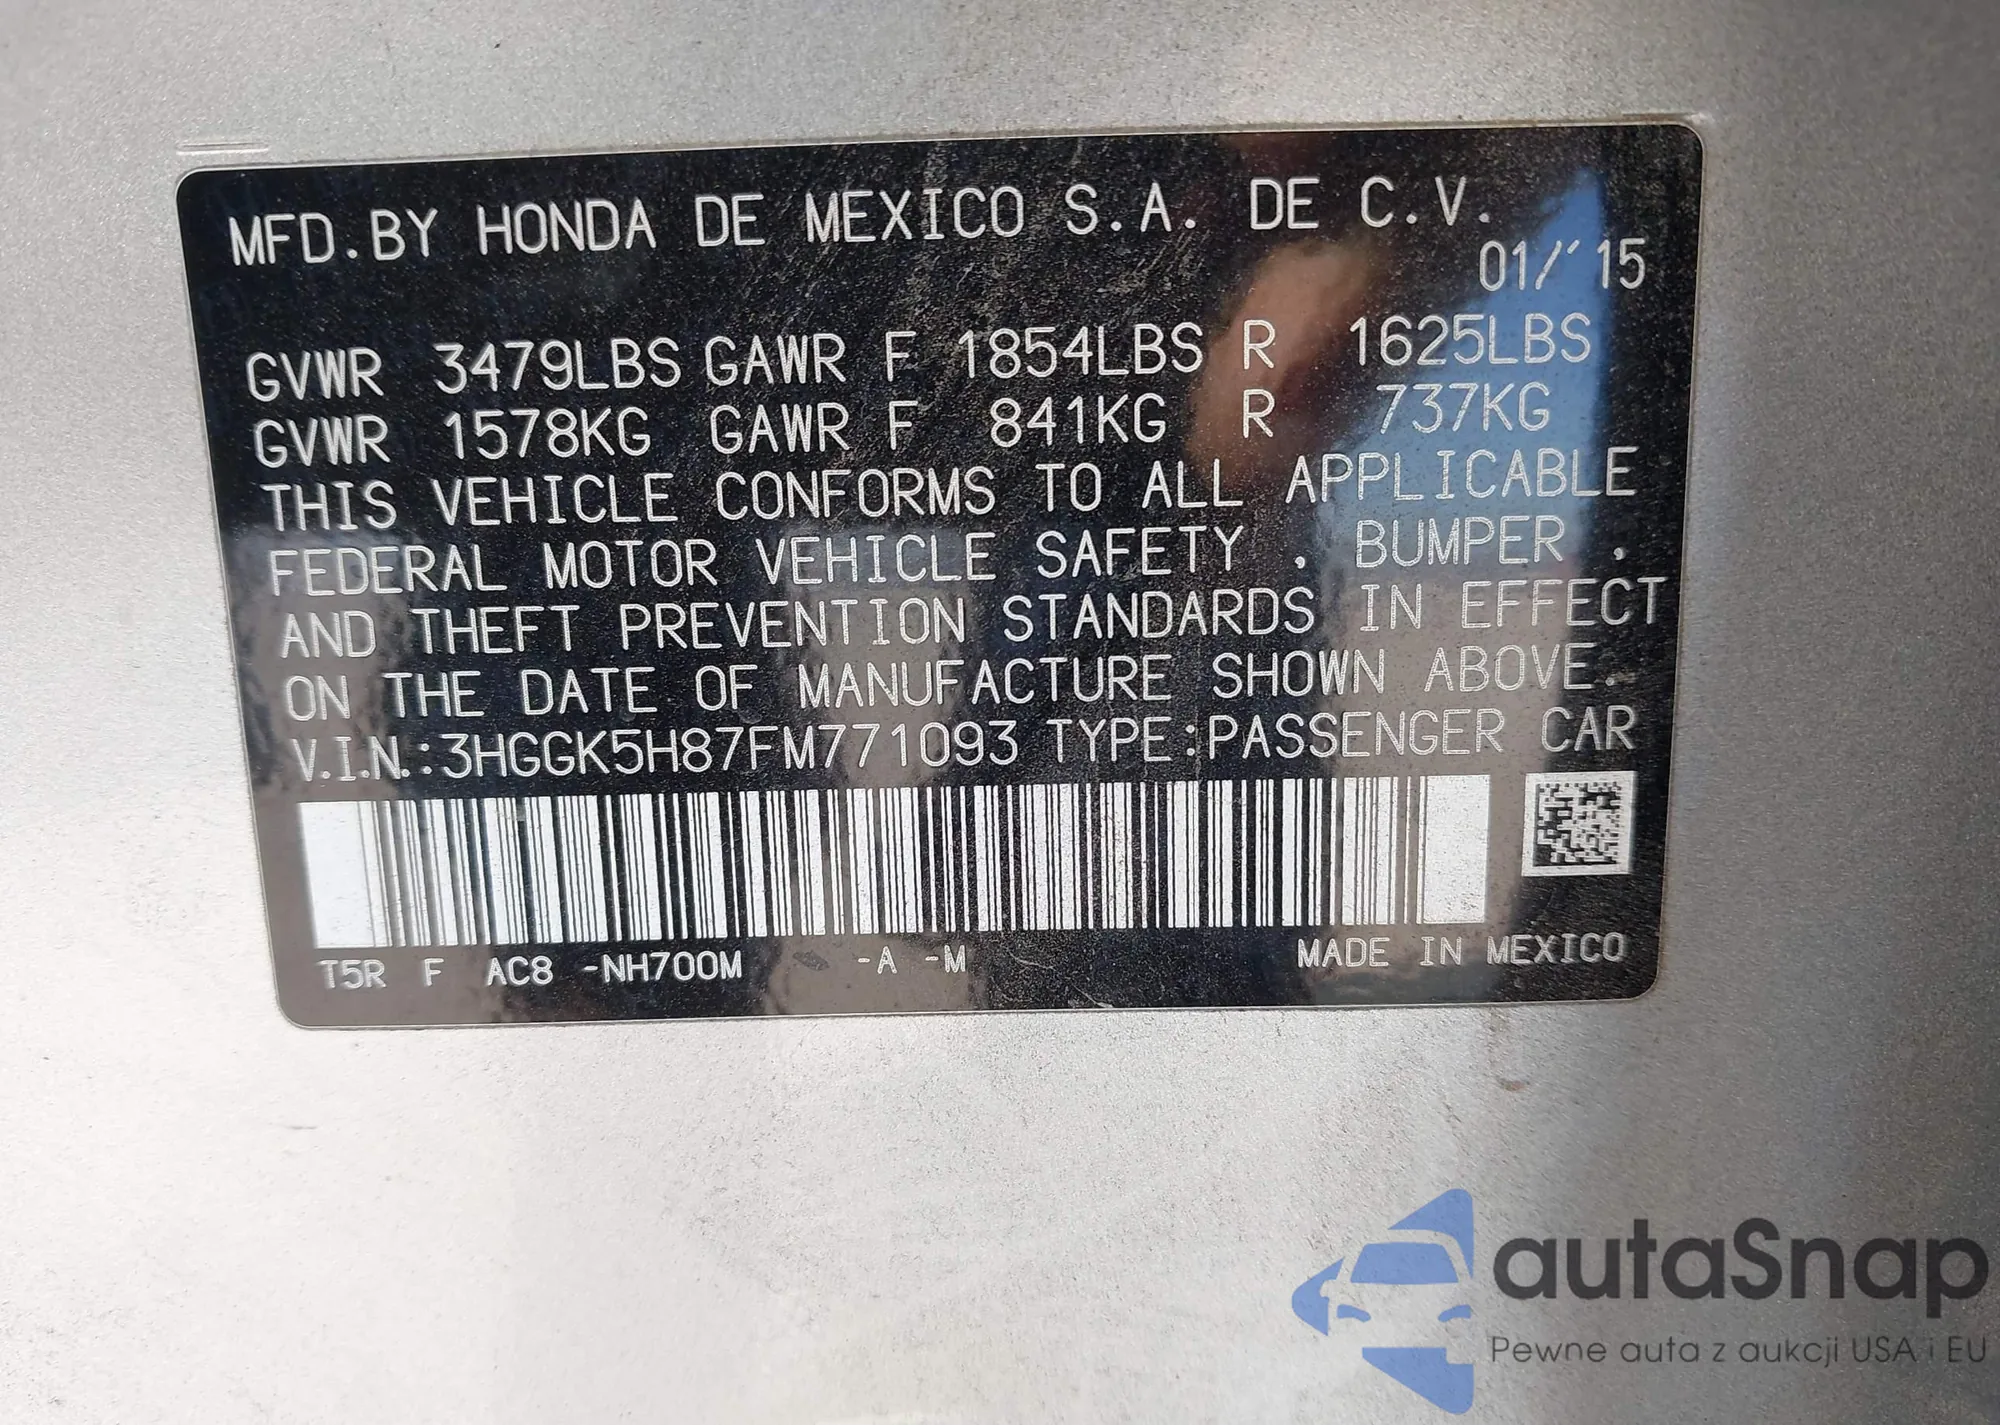 MFD.BY HONDA DE MEXICO S.A. DE C.V.
01/'15
GVWR 3479LBS GAWR F 1854LBS R 1625LBS
GVWR 1578KG GAWR F 841KG R 737KG
THIS VEHICLE CONFORMS TO ALL APPLICABLE
FEDERAL MOTOR VEHICLE SAFETY , BUMPER ,
AND THEFT PREVENTION STANDARDS IN EFFECT
ON THE DATE OF MANUFACTURE SHOWN ABOVE.
V.I.N.:3HGGK5H87FM771093 TYPE:PASSENGER CAR
T5R F AC8 -NH700M -A -M MADE IN MEXICO
autaSnap
Pewne auta z aukcji USA i EU